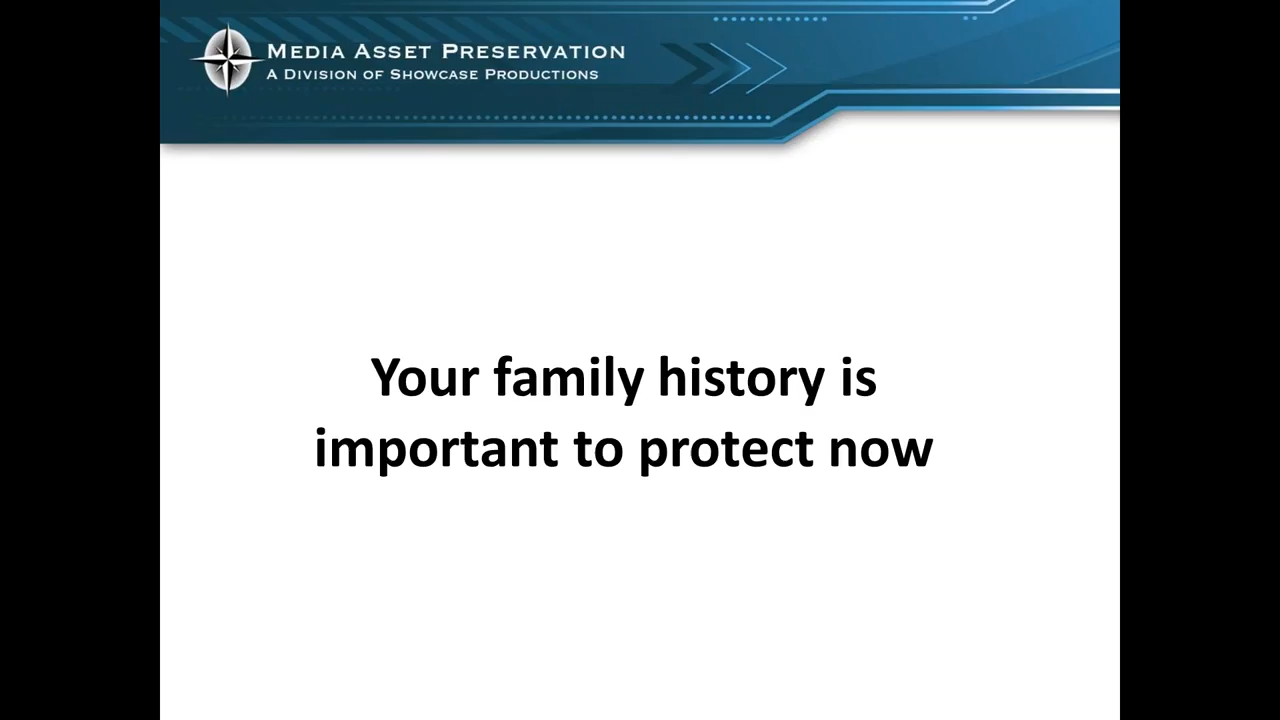 MEDIA ASSET PRESERVATION
A DIVISION OF SHOWCASE PRODUCTIONS
Your family history is
important to protect now